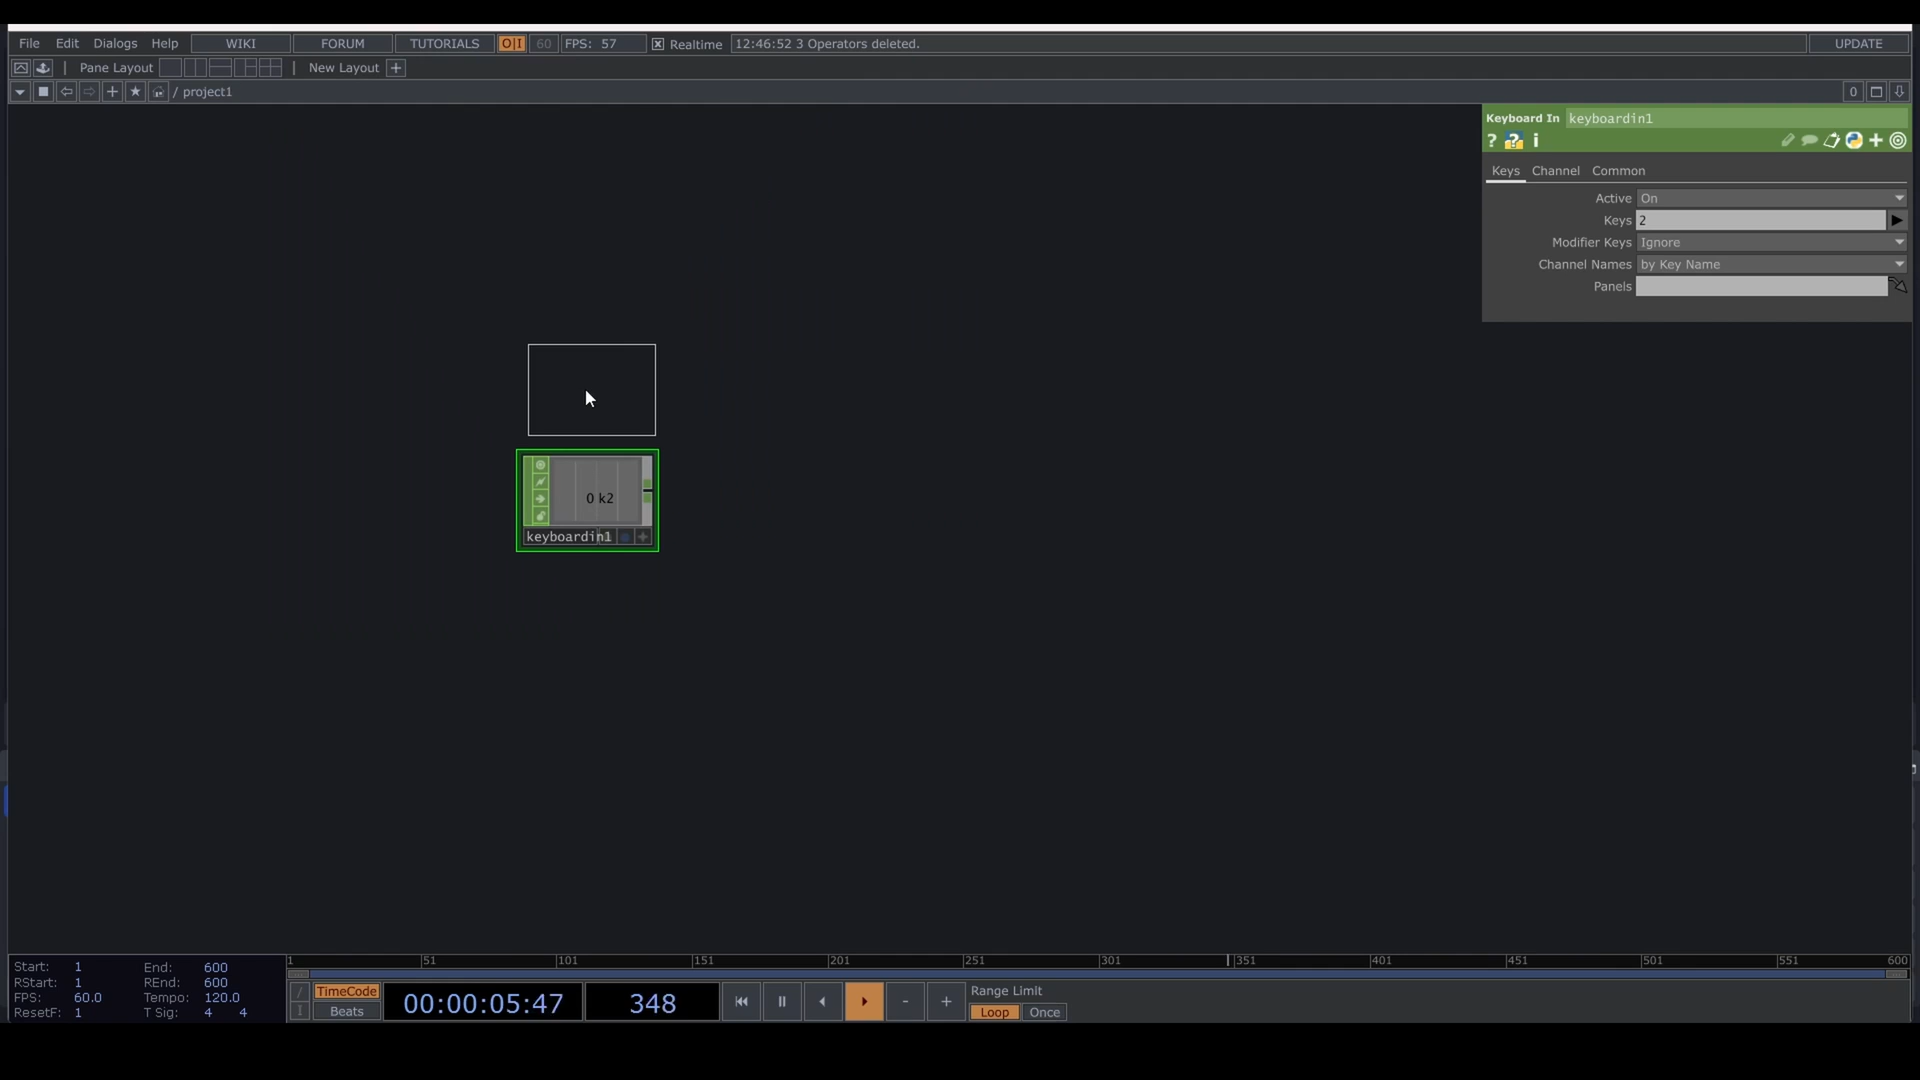 File Edit Dialogs Help WIKI FORUM TUTORIALS O|I 60 FPS: 57 Realtime 12:46:52 3 Operators deleted. UPDATE
Pane Layout New Layout +
/ project1 0
Keyboard In keyboardin1
? ? i
Keys Channel Common
Active On
Keys 2
Modifier Keys Ignore
Channel Names by Key Name
Panels
0 k2
keyboardin1
1 51 101 151 201 251 301 351 401 451 501 551 600
Start: 1 End: 600
RStart: 1 REnd: 600
FPS: 60.0 Tempo: 120.0
ResetF: 1 T Sig: 4 4
/ TimeCode
I Beats
00:00:05:47 348 - +
Range Limit
Loop Once